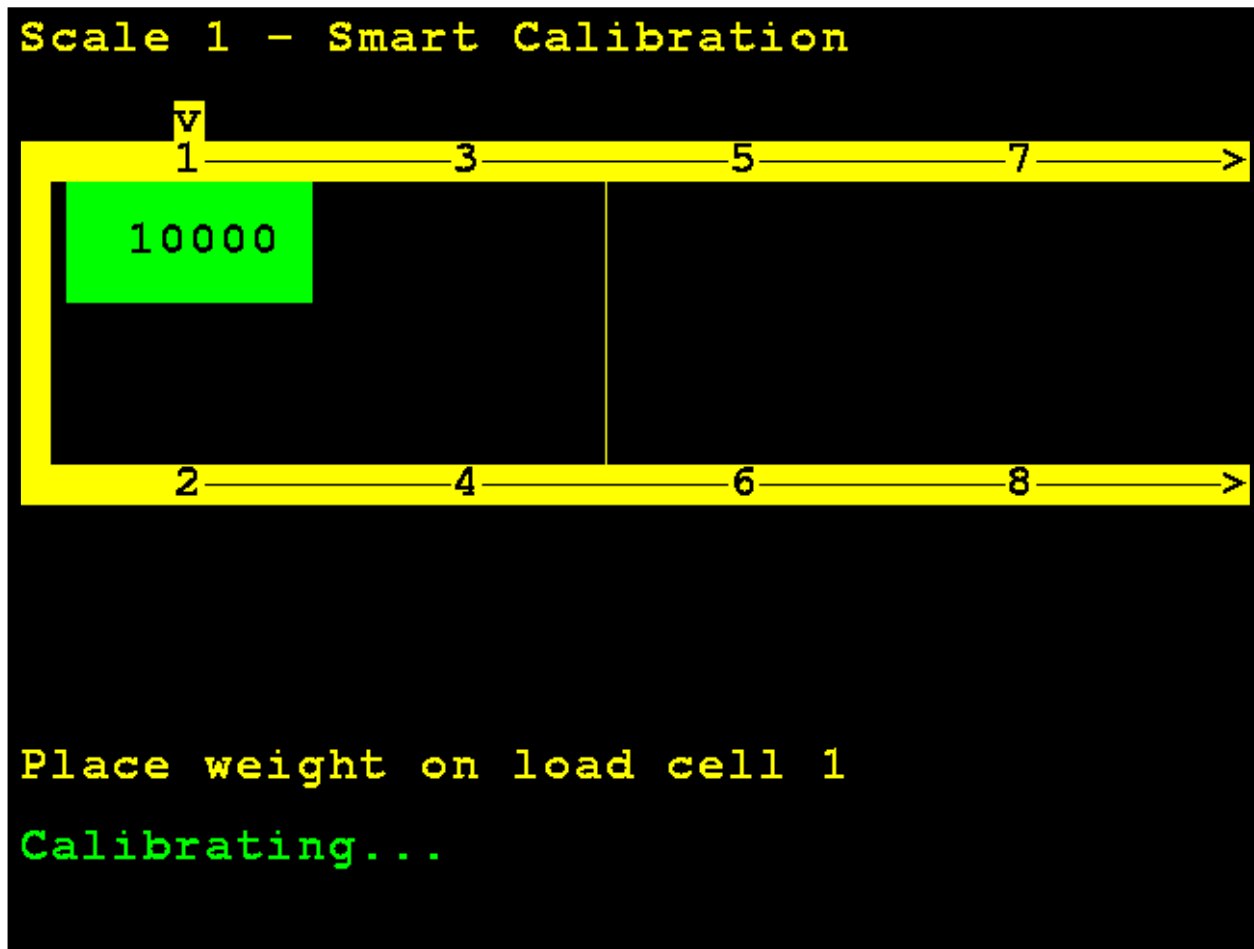 Scale 1 - Smart Calibration
v
1 3 5 7 >
10000
2 4 6 8 >
Place weight on load cell 1
Calibrating...